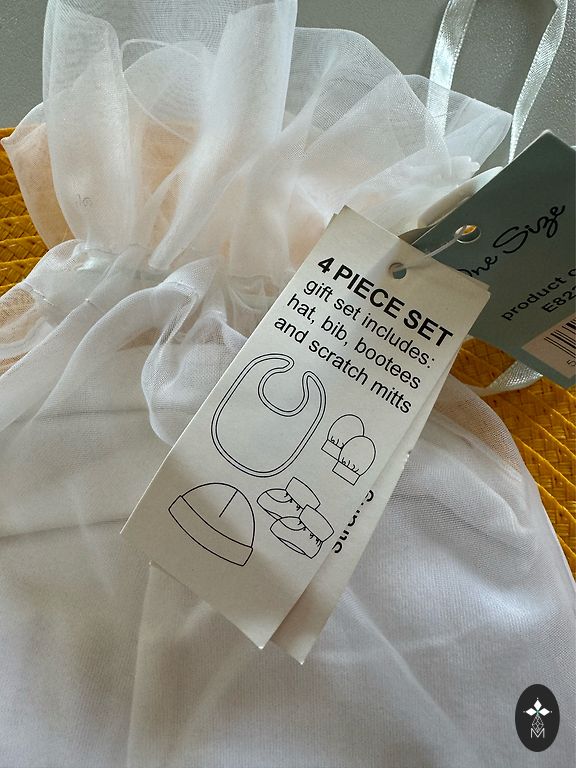 4 PIECE SET
gift set includes:
hat, bib, bootees
and scratch mitts
One Size
product c
E82